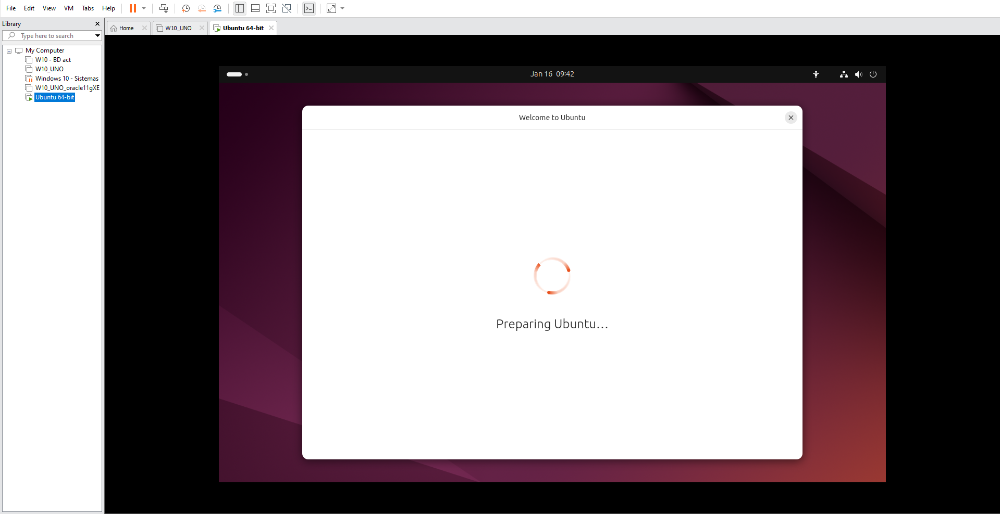 File Edit View VM Tabs Help
Library
Home
W10_UNO
Ubuntu 64-bit
Type here to search
My Computer
W10 - BD act
W10_UNO
Windows 10 - Sistemas
W10_UNO_oracle11gXE
Ubuntu 64-bit
Jan 16 09:42
Welcome to Ubuntu
Preparing Ubuntu...